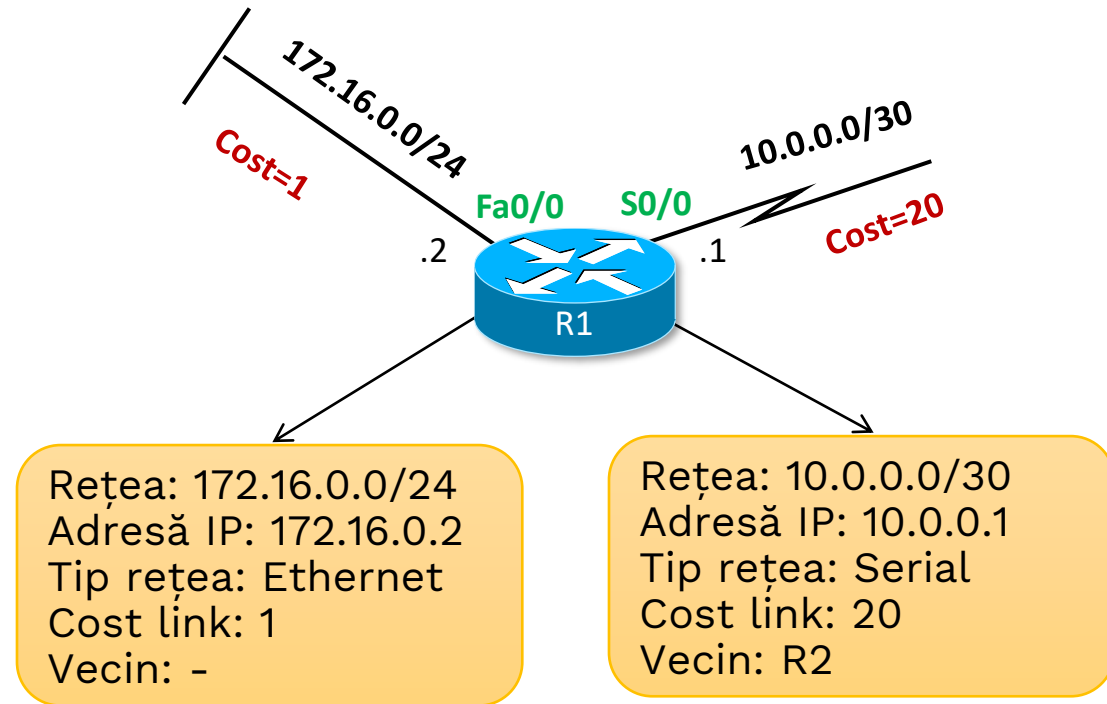 172.16.0.0/24
Cost=1
10.0.0.0/30
Cost=20
Fa0/0
S0/0
.2
.1
R1
Rețea: 172.16.0.0/24
Adresă IP: 172.16.0.2
Tip rețea: Ethernet
Cost link: 1
Vecin: -
Rețea: 10.0.0.0/30
Adresă IP: 10.0.0.1
Tip rețea: Serial
Cost link: 20
Vecin: R2